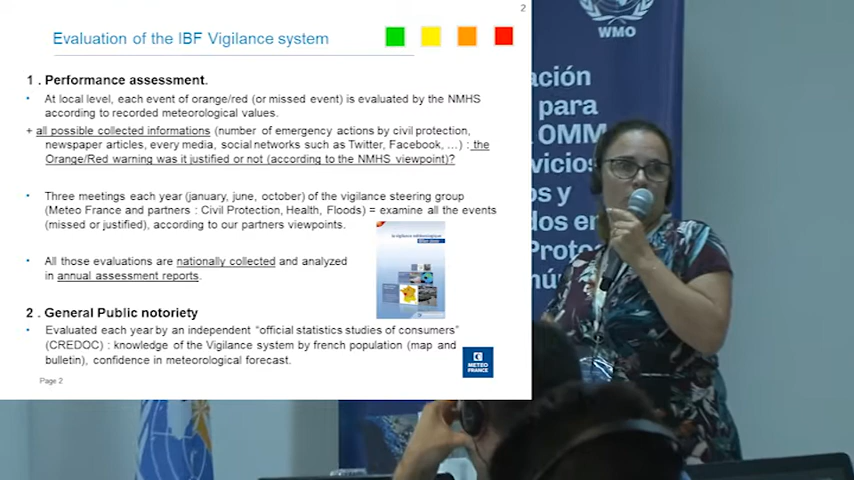 2
Evaluation of the IBF Vigilance system
1 . Performance assessment.
• At local level, each event of orange/red (or missed event) is evaluated by the NMHS
according to recorded meteorological values.
+ all possible collected informations (number of emergency actions by civil protection,
newspaper articles, every media, social networks such as Twitter, Facebook, …) : the
Orange/Red warning was it justified or not (according to the NMHS viewpoint)?
• Three meetings each year (january, june, october) of the vigilance steering group
(Meteo France and partners : Civil Protection, Health, Floods) = examine all the events
(missed or justified), according to our partners viewpoints.
• All those evaluations are nationally collected and analyzed
in annual assessment reports.
2 . General Public notoriety
• Evaluated each year by an independent “official statistics studies of consumers”
(CREDOC) : knowledge of the Vigilance system by french population (map and
bulletin), confidence in meteorological forecast.
METEO
FRANCE
Page 2
WMO
ación
para
OMM
vicios
s y
dos en
Prote